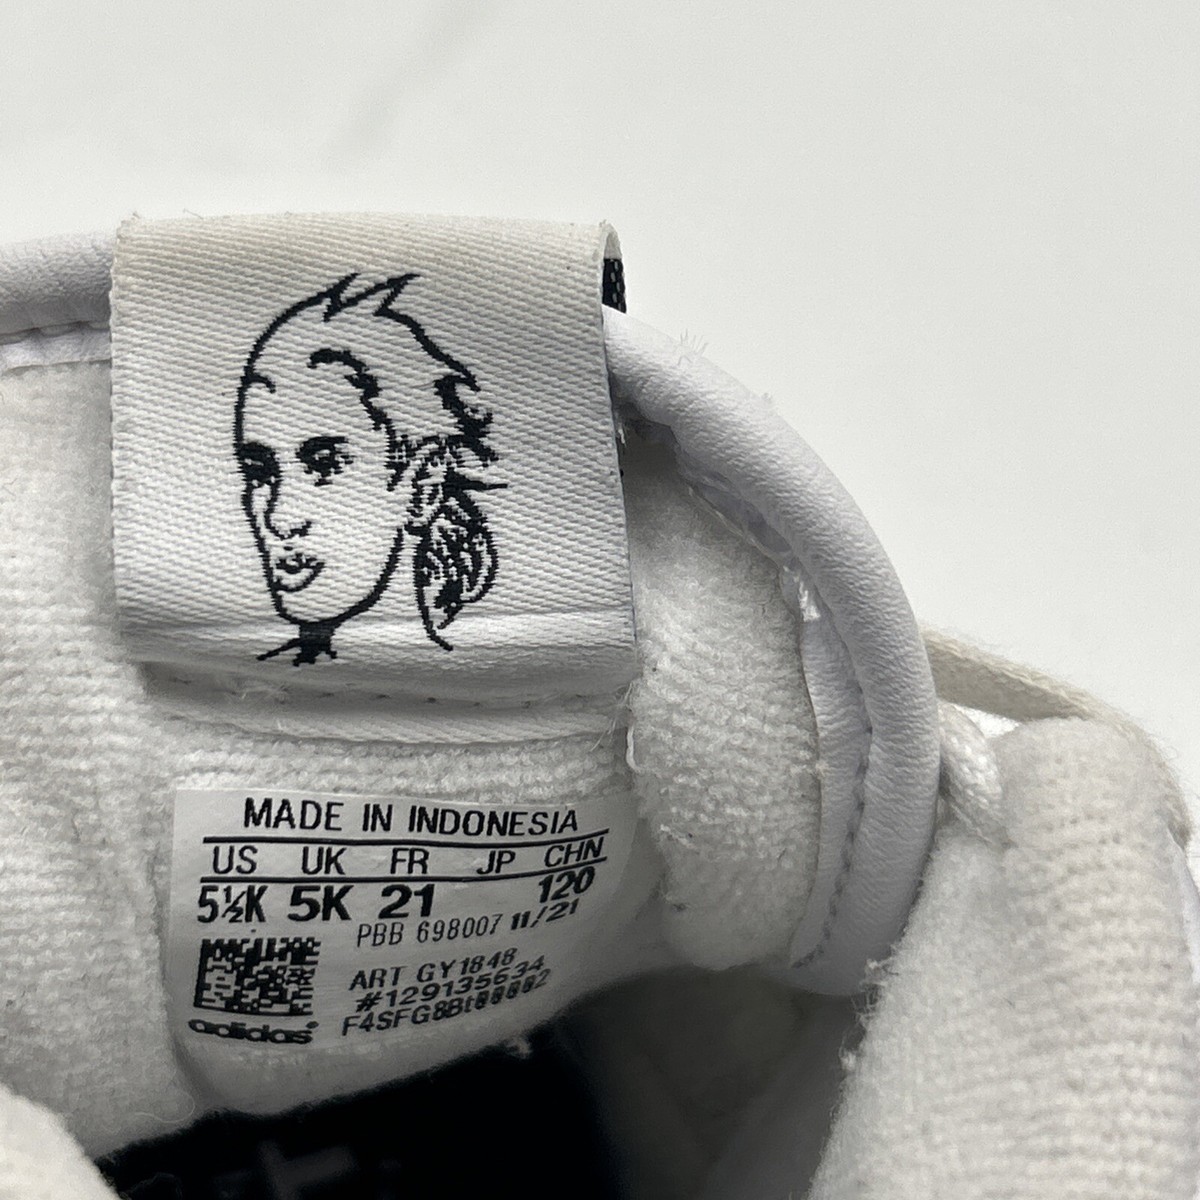 MADE IN INDONESIA
US UK FR JP CHN
5½K 5K 21 120
PBB 698007 11/21
ART GY1848
#129135634
adidas